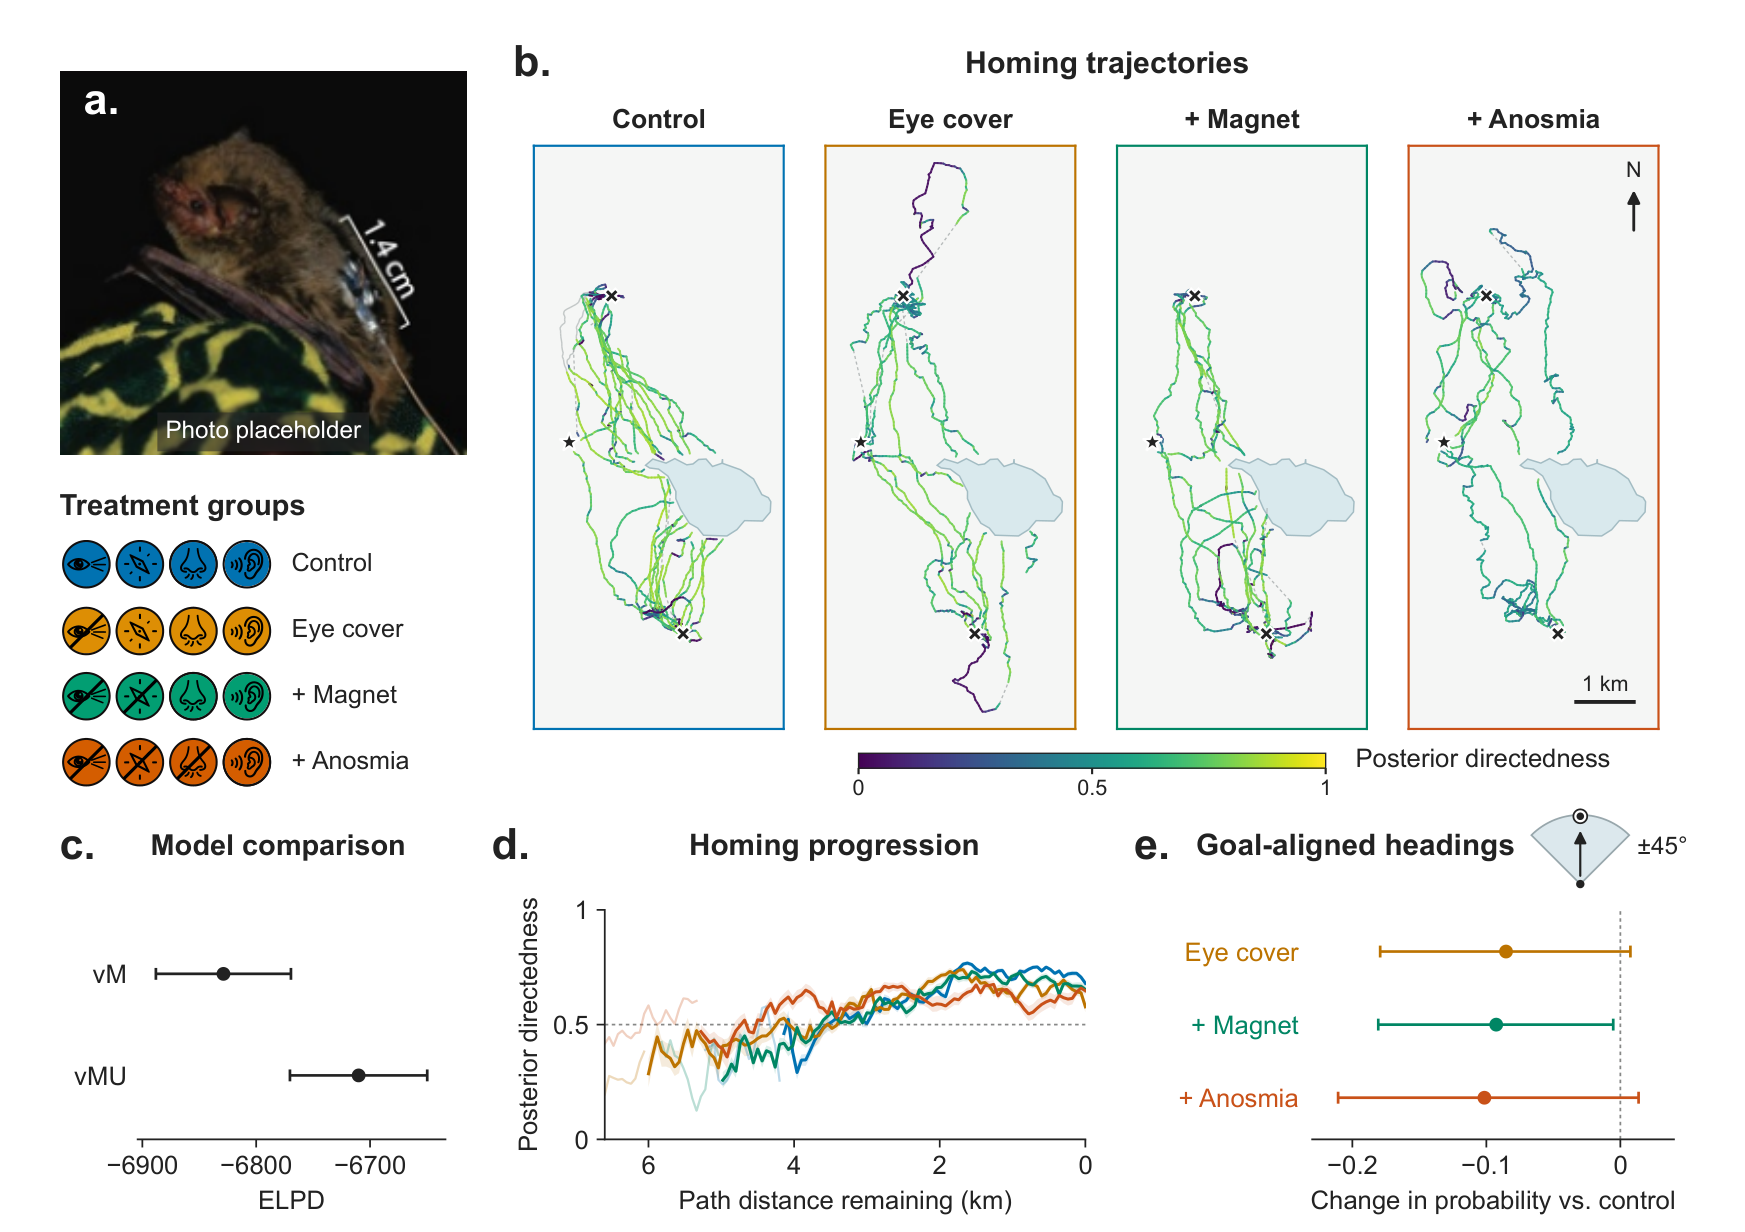 a.
1.4 cm
Photo placeholder
Treatment groups
Control
Eye cover
+ Magnet
+ Anosmia
b.
Homing trajectories
Control
Eye cover
+ Magnet
+ Anosmia
N
1 km
0
0.5
1
Posterior directedness
c.
Model comparison
vM
vMU
−6900
−6800
−6700
ELPD
d.
Homing progression
Posterior directedness
1
0.5
0
6
4
2
0
Path distance remaining (km)
e.
Goal-aligned headings
±45°
Eye cover
+ Magnet
+ Anosmia
−0.2
−0.1
0
Change in probability vs. control